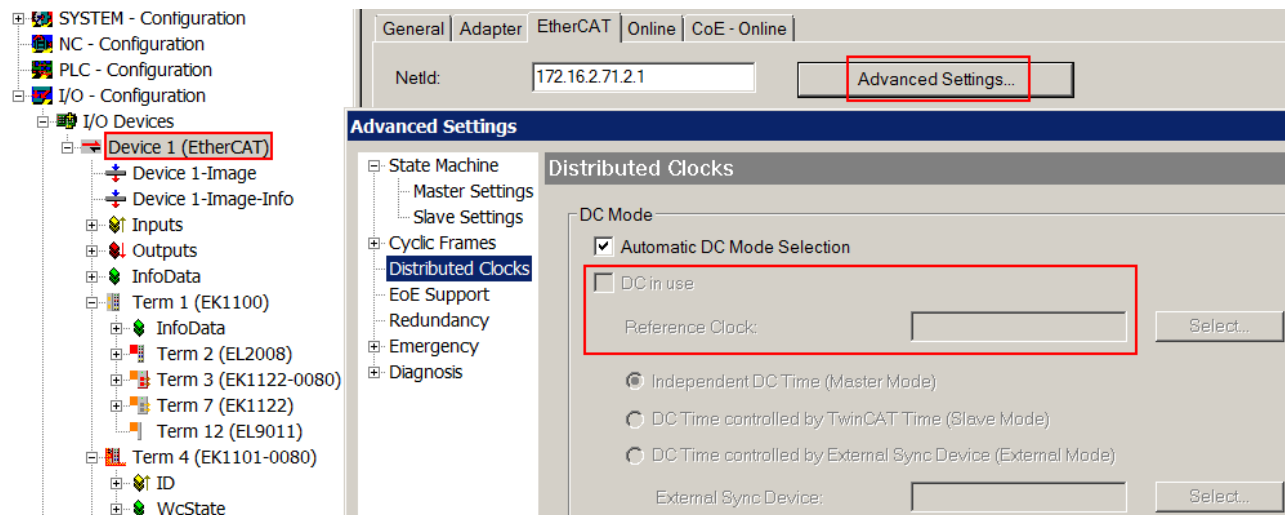 SYSTEM - Configuration
NC - Configuration
PLC - Configuration
I/O - Configuration
I/O Devices
Device 1 (EtherCAT)
Device 1-Image
Device 1-Image-Info
Inputs
Outputs
InfoData
Term 1 (EK1100)
InfoData
Term 2 (EL2008)
Term 3 (EK1122-0080)
Term 7 (EK1122)
Term 12 (EL9011)
Term 4 (EK1101-0080)
ID
WcState
General Adapter EtherCAT Online CoE - Online
NetId: 172.16.2.71.2.1 Advanced Settings...
Advanced Settings
State Machine
Master Settings
Slave Settings
Cyclic Frames
Distributed Clocks
EoE Support
Redundancy
Emergency
Diagnosis
Distributed Clocks
DC Mode
Automatic DC Mode Selection
DC in use
Reference Clock: Select...
Independent DC Time (Master Mode)
DC Time controlled by TwinCAT Time (Slave Mode)
DC Time controlled by External Sync Device (External Mode)
External Sync Device: Select...